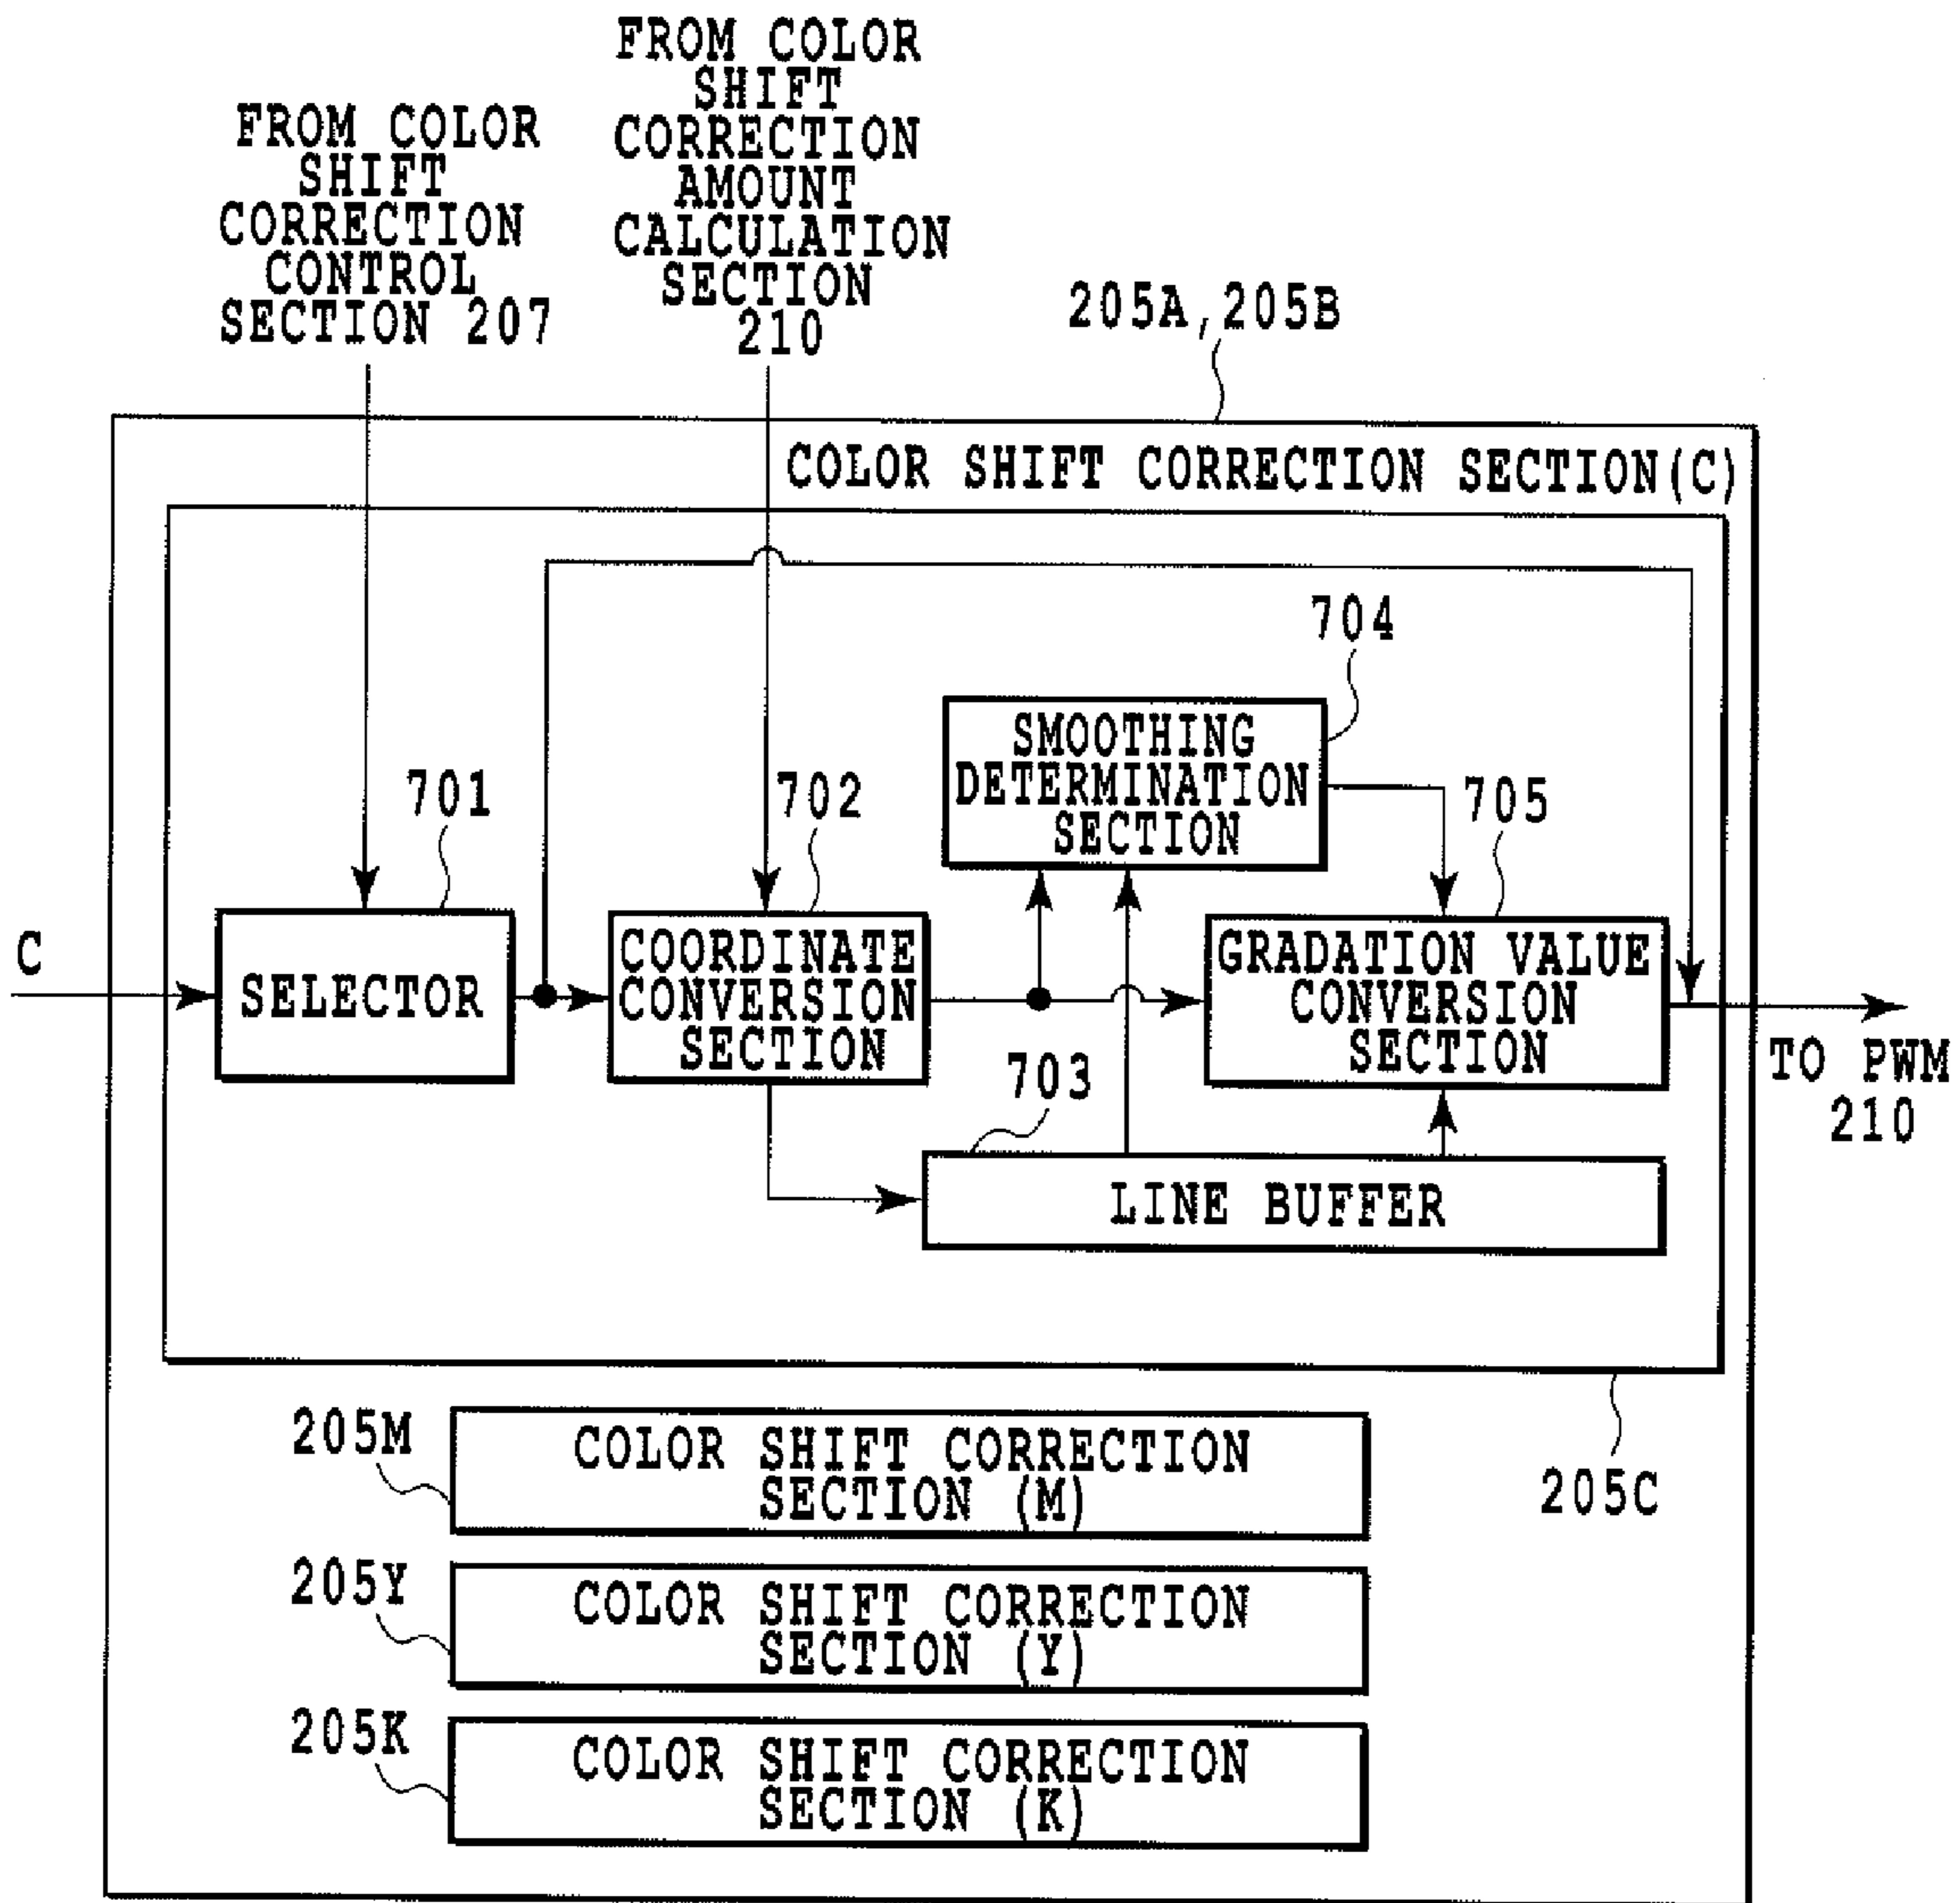 FROM COLOR
SHIFT
CORRECTION
CONTROL
SECTION 207
FROM COLOR
SHIFT
CORRECTION
AMOUNT
CALCULATION
SECTION
210
205A,205B
COLOR SHIFT CORRECTION SECTION(C)
704
SMOOTHING
DETERMINATION
SECTION
701
702
705
C
SELECTOR
COORDINATE
CONVERSION
SECTION
GRADATION VALUE
CONVERSION
SECTION
TO PWM
210
703
LINE BUFFER
205C
205M
COLOR SHIFT CORRECTION
SECTION (M)
205Y
COLOR SHIFT CORRECTION
SECTION (Y)
205K
COLOR SHIFT CORRECTION
SECTION (K)